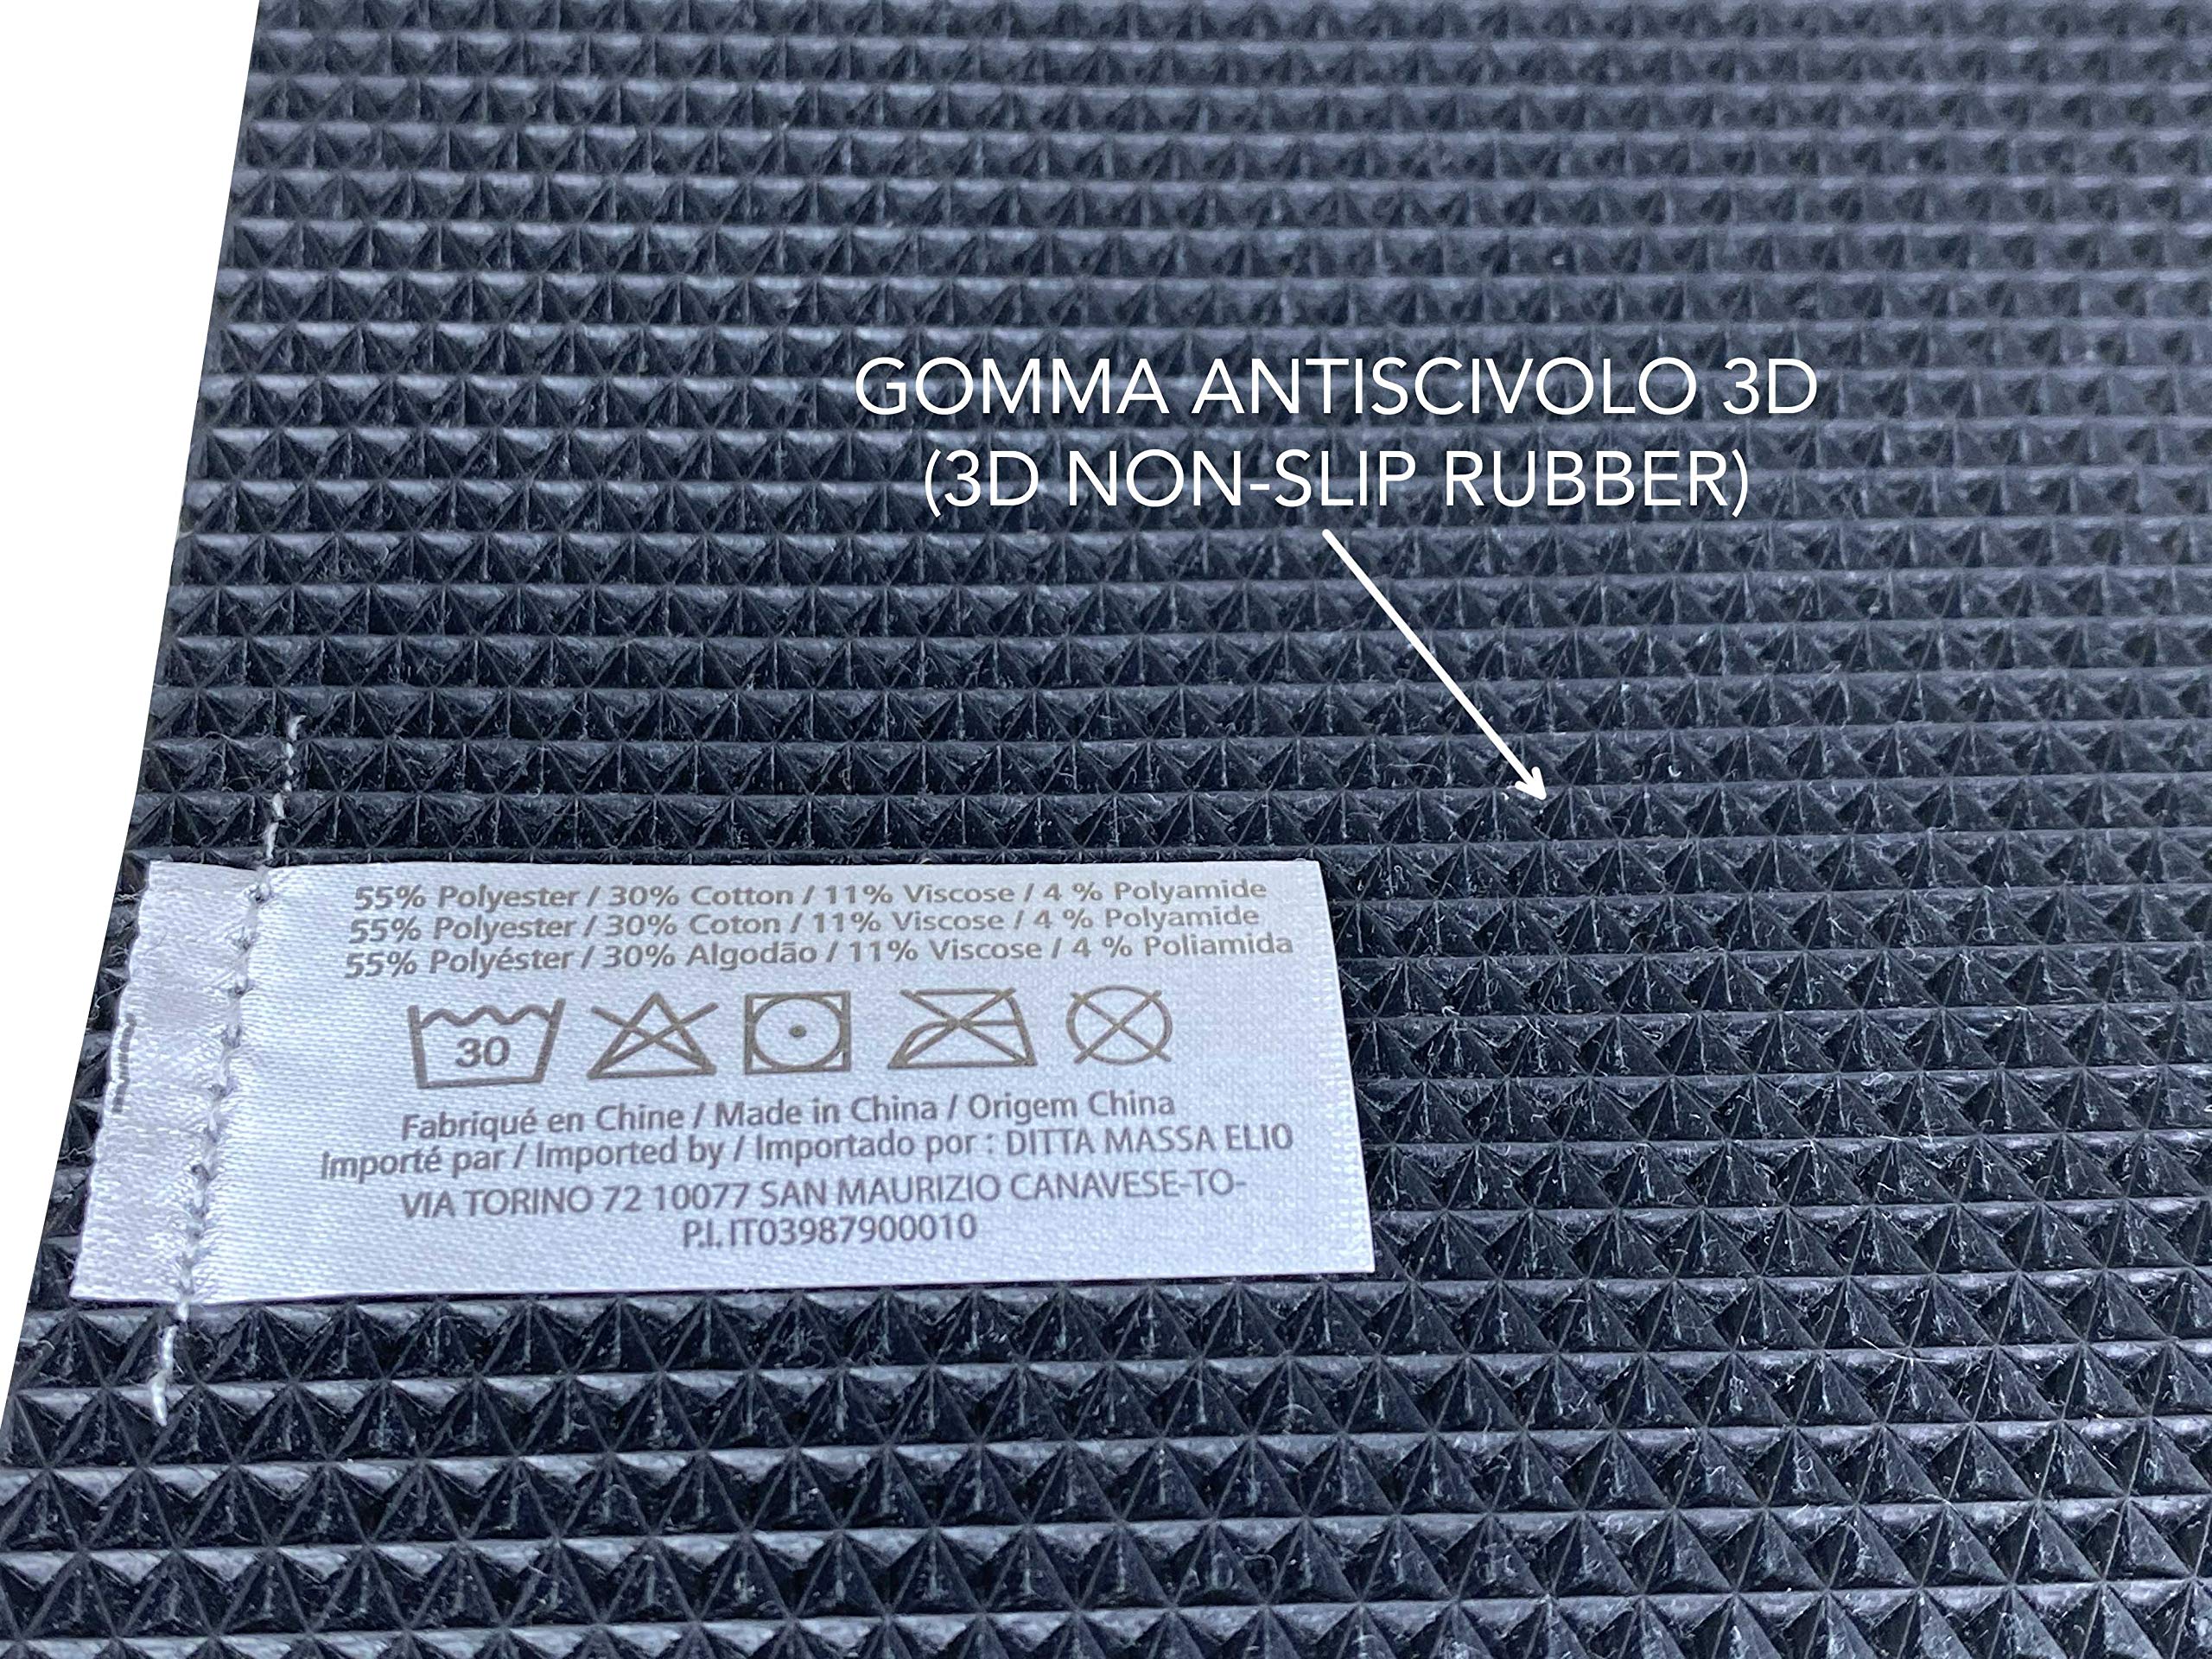 GOMMA ANTISCIVOLO 3D
(3D NON-SLIP RUBBER)
55% Polyester / 30% Cotton / 11% Viscose / 4 % Polyamide
55% Polyester / 30% Coton / 11% Viscose / 4 % Polyamide
55% Polyéster / 30% Algodão / 11% Viscose / 4 % Poliamida
30
Fabriqué en Chine / Made in China / Origem China
Importé par / Imported by / Importado por : DITTA MASSA ELIO
VIA TORINO 72 10077 SAN MAURIZIO CANAVESE-TO-
P.I. IT03987900010